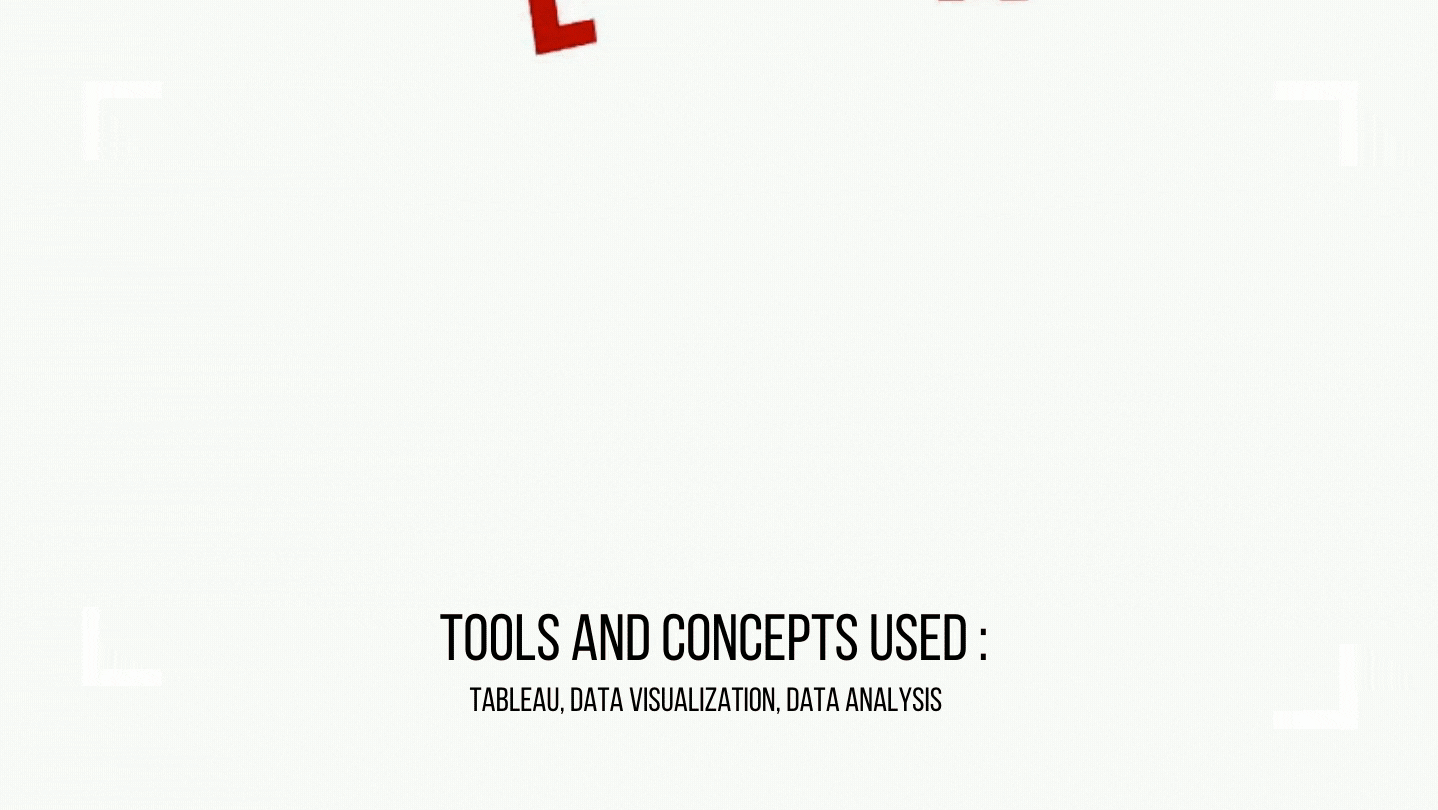 L
TOOLS AND CONCEPTS USED :
TABLEAU, DATA VISUALIZATION, DATA ANALYSIS